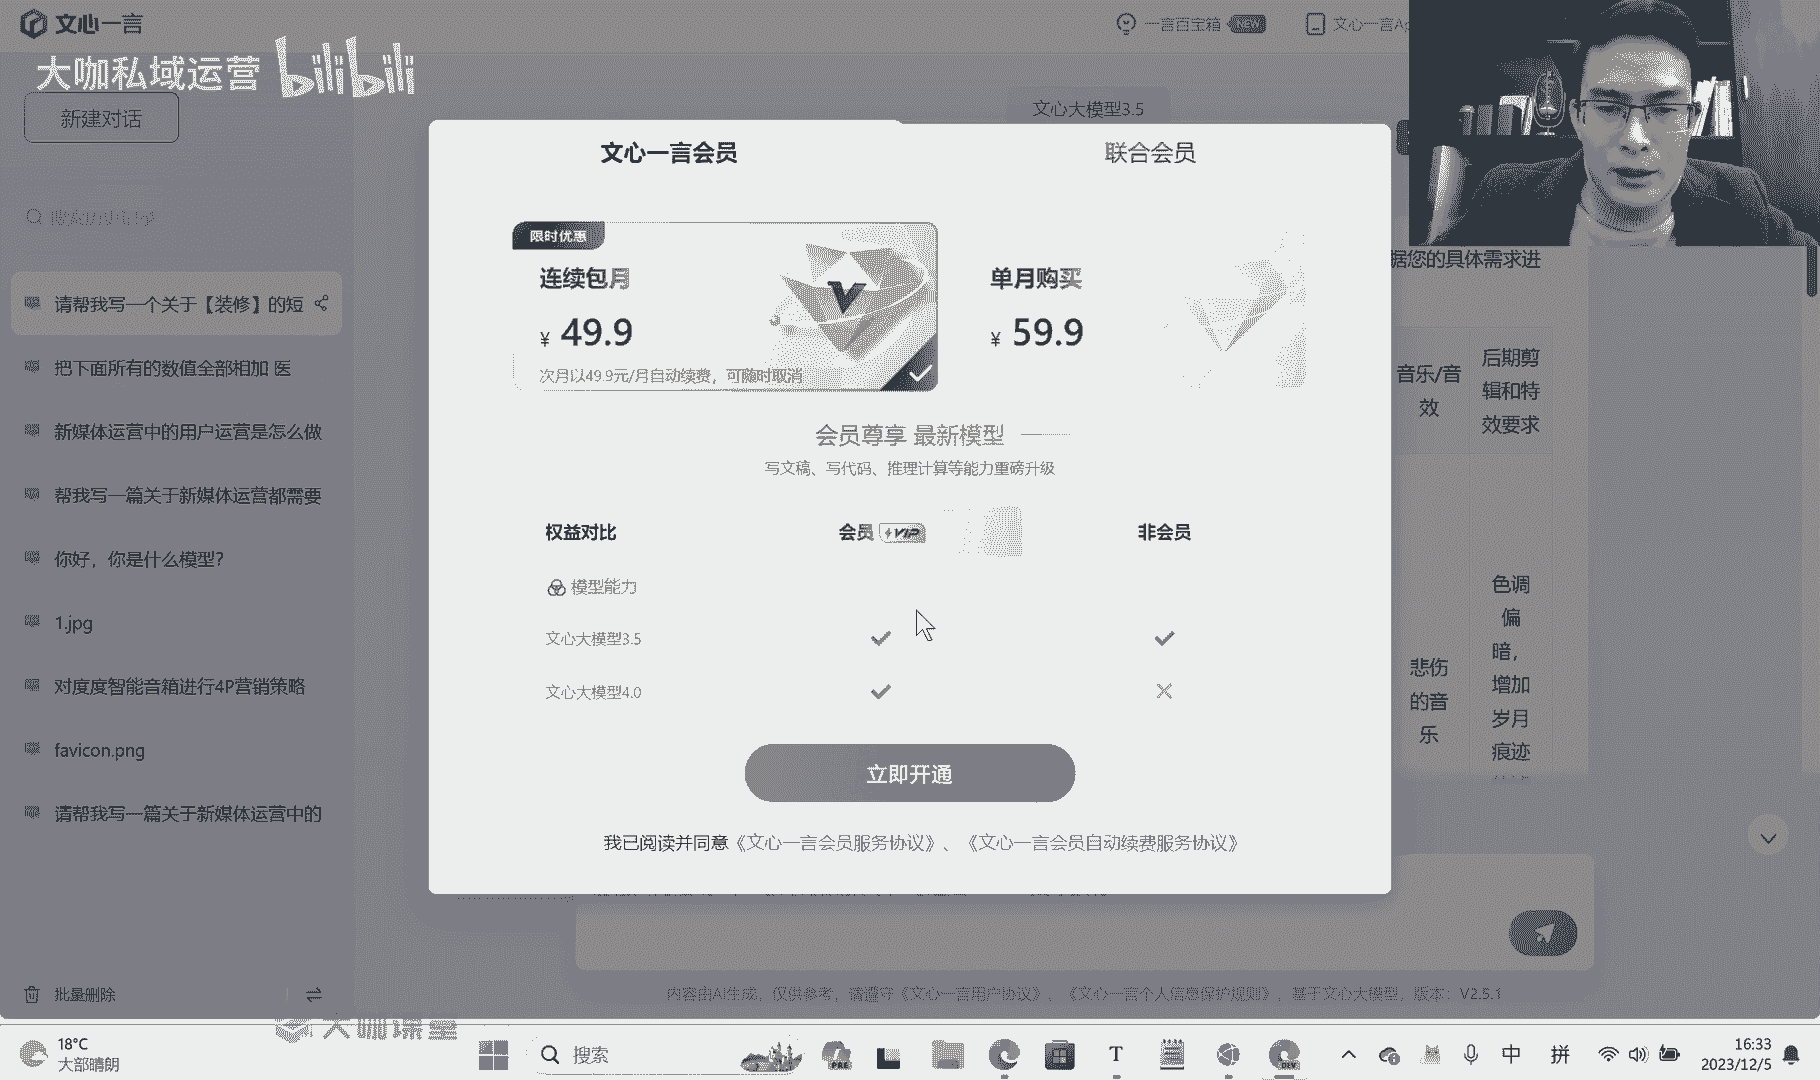 文心一言
一言百宝箱 NEW
文心一言Ap
大咖私域运营 bilibili
新建对话
文心大模型3.5
请帮我写一个关于【装修】的短
把下面所有的数值全部相加 医
新媒体运营中的用户运营是怎么做
帮我写一篇关于新媒体运营都需要
你好，你是什么模型？
1.jpg
对度度智能音箱进行4P营销策略
favicon.png
请帮我写一篇关于新媒体运营中的
批量删除
文心一言会员
联合会员
限时优惠
连续包月
¥ 49.9
次月以49.9元/月自动续费，可随时取消
单月购买
¥ 59.9
会员尊享 最新模型
写文稿、写代码、推理计算等能力重磅升级
权益对比 会员 VIP 非会员
模型能力
文心大模型3.5
文心大模型4.0
立即开通
我已阅读并同意《文心一言会员服务协议》、《文心一言会员自动续费服务协议》
据您的具体需求进
音乐/音
效
后期剪
辑和特
效要求
悲伤
的音
乐
色调
偏
暗，
增加
岁月
痕迹
内容由AI生成，仅供参考，请遵守《文心一言用户协议》、《文心一言个人信息保护规则》，基于文心大模型，版本：V2.5.1
大咖课堂
18°C
大部晴朗
搜索
PRE
T
DEV
中
拼
16:33
2023/12/5